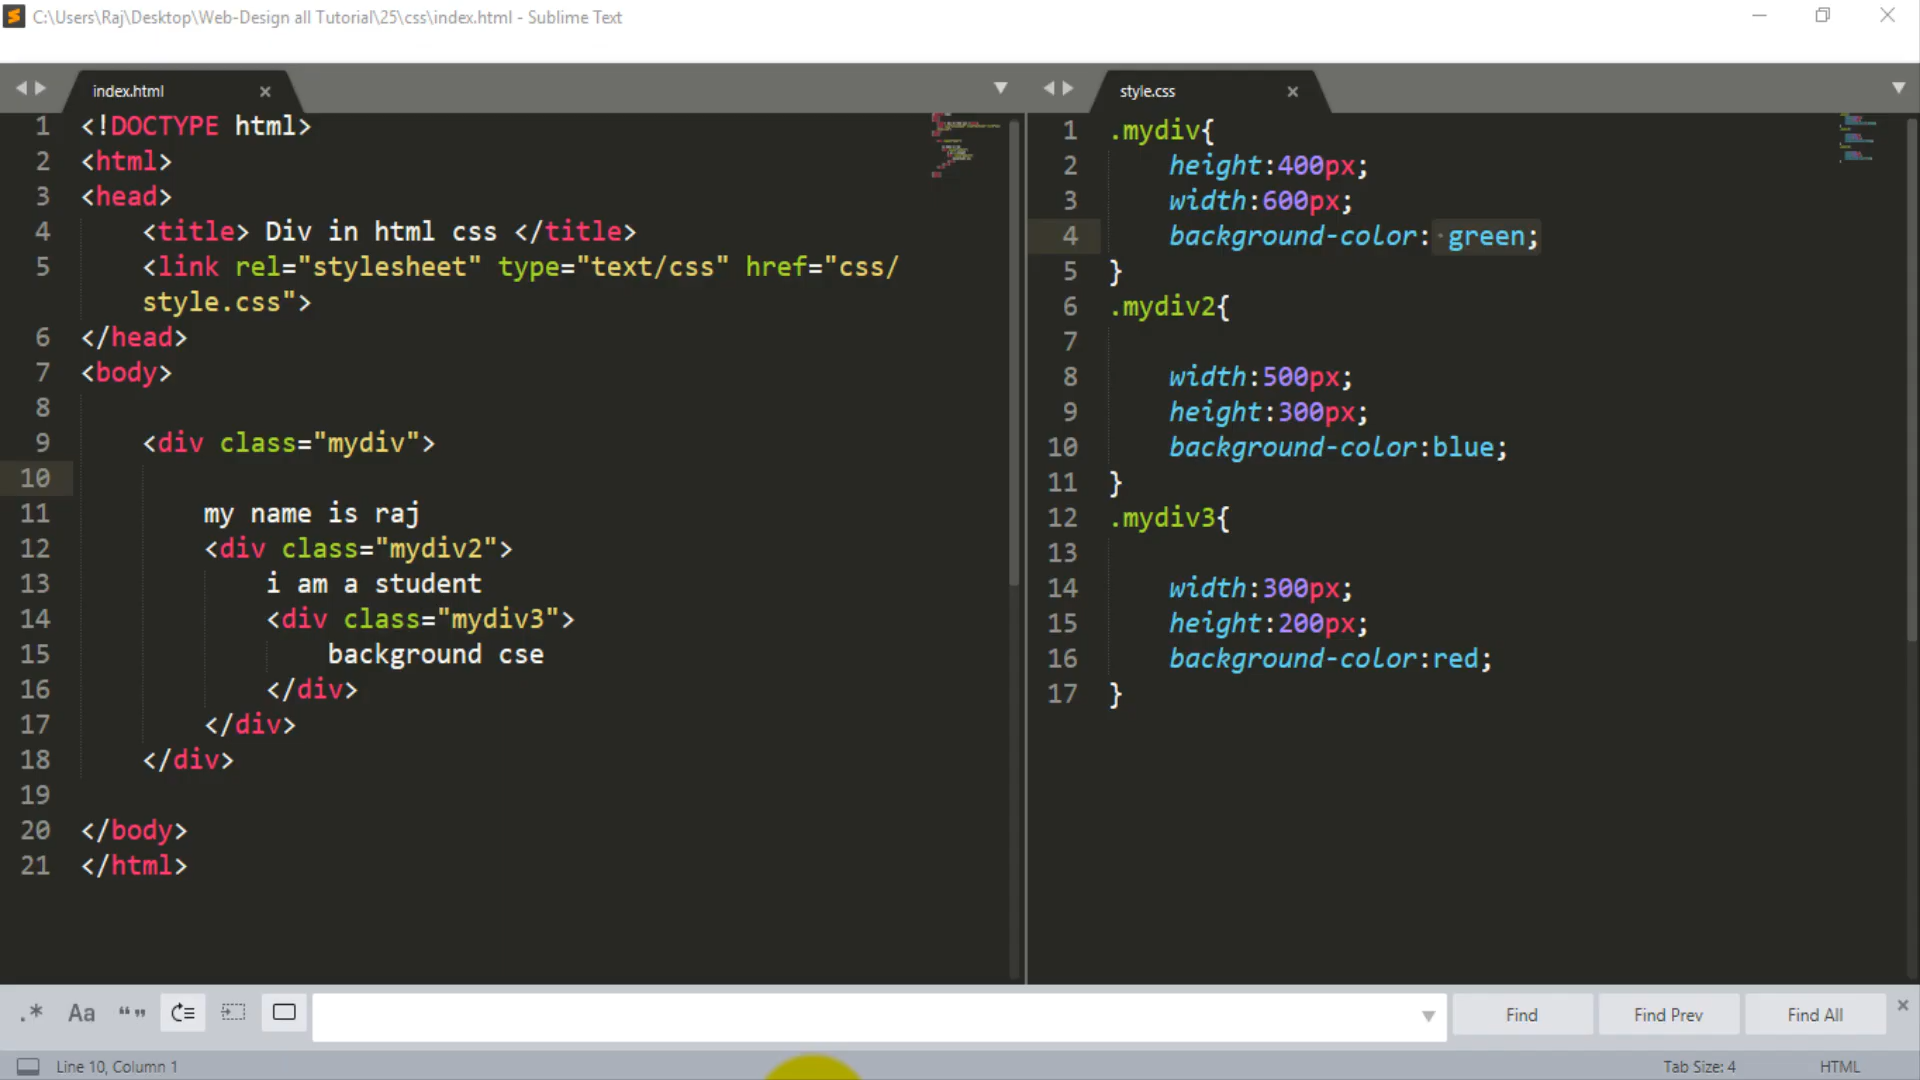 C:\Users\Raj\Desktop\Web-Design all Tutorial\25\css\index.html - Sublime Text
index.html
1 <!DOCTYPE html>
2 <html>
3 <head>
4 <title> Div in html css </title>
5 <link rel="stylesheet" type="text/css" href="css/
style.css">
6 </head>
7 <body>
8
9 <div class="mydiv">
10
11 my name is raj
12 <div class="mydiv2">
13 i am a student
14 <div class="mydiv3">
15 background cse
16 </div>
17 </div>
18 </div>
19
20 </body>
21 </html>
style.css
1 .mydiv{
2 height:400px;
3 width:600px;
4 background-color: green;
5 }
6 .mydiv2{
7
8 width:500px;
9 height:300px;
10 background-color:blue;
11 }
12 .mydiv3{
13
14 width:300px;
15 height:200px;
16 background-color:red;
17 }
.* Aa “”
Find
Find Prev
Find All
Line 10, Column 1
Tab Size: 4
HTML